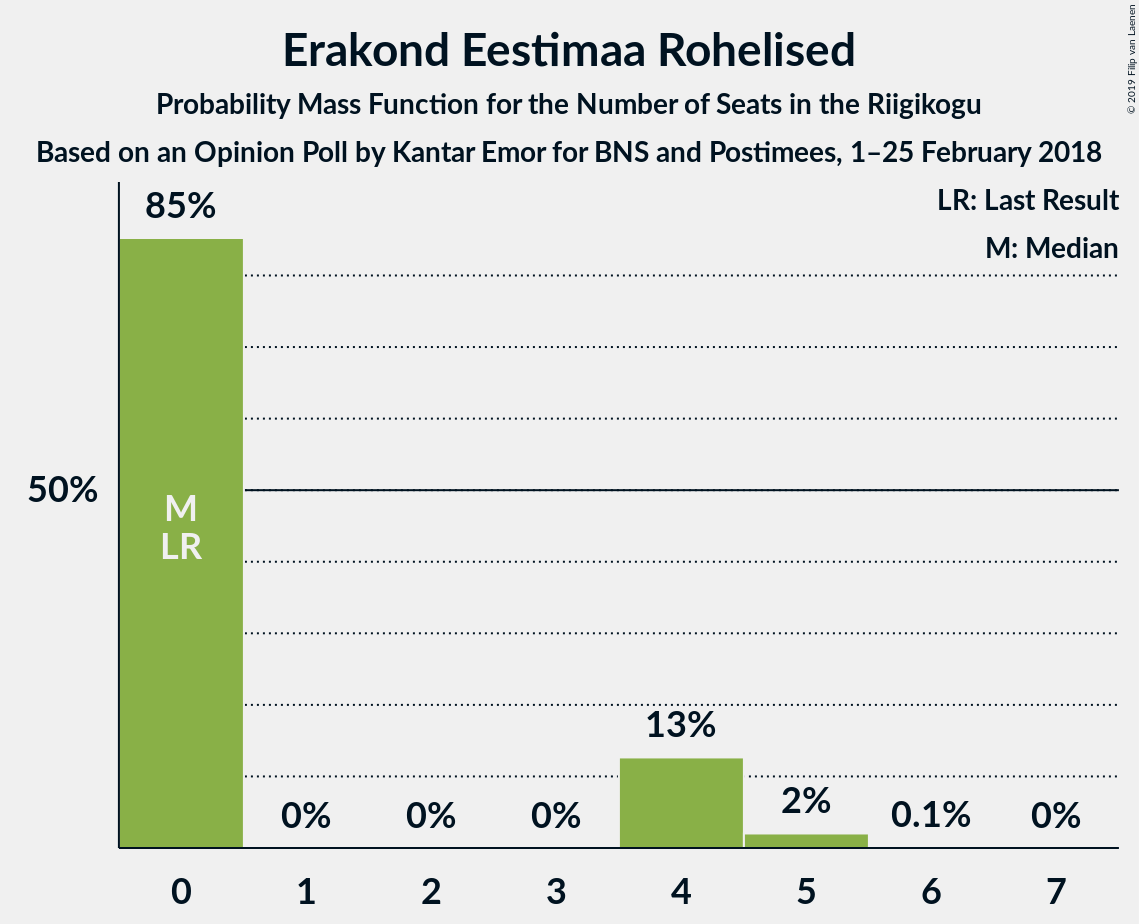 Erakond Eestimaa Rohelised
Probability Mass Function for the Number of Seats in the Riigikogu
Based on an Opinion Poll by Kantar Emor for BNS and Postimees, 1–25 February 2018
© 2019 Filip van Laenen
LR: Last Result
M: Median
85%
50%
M
LR
0%
0%
0%
13%
2%
0.1%
0%
0 1 2 3 4 5 6 7